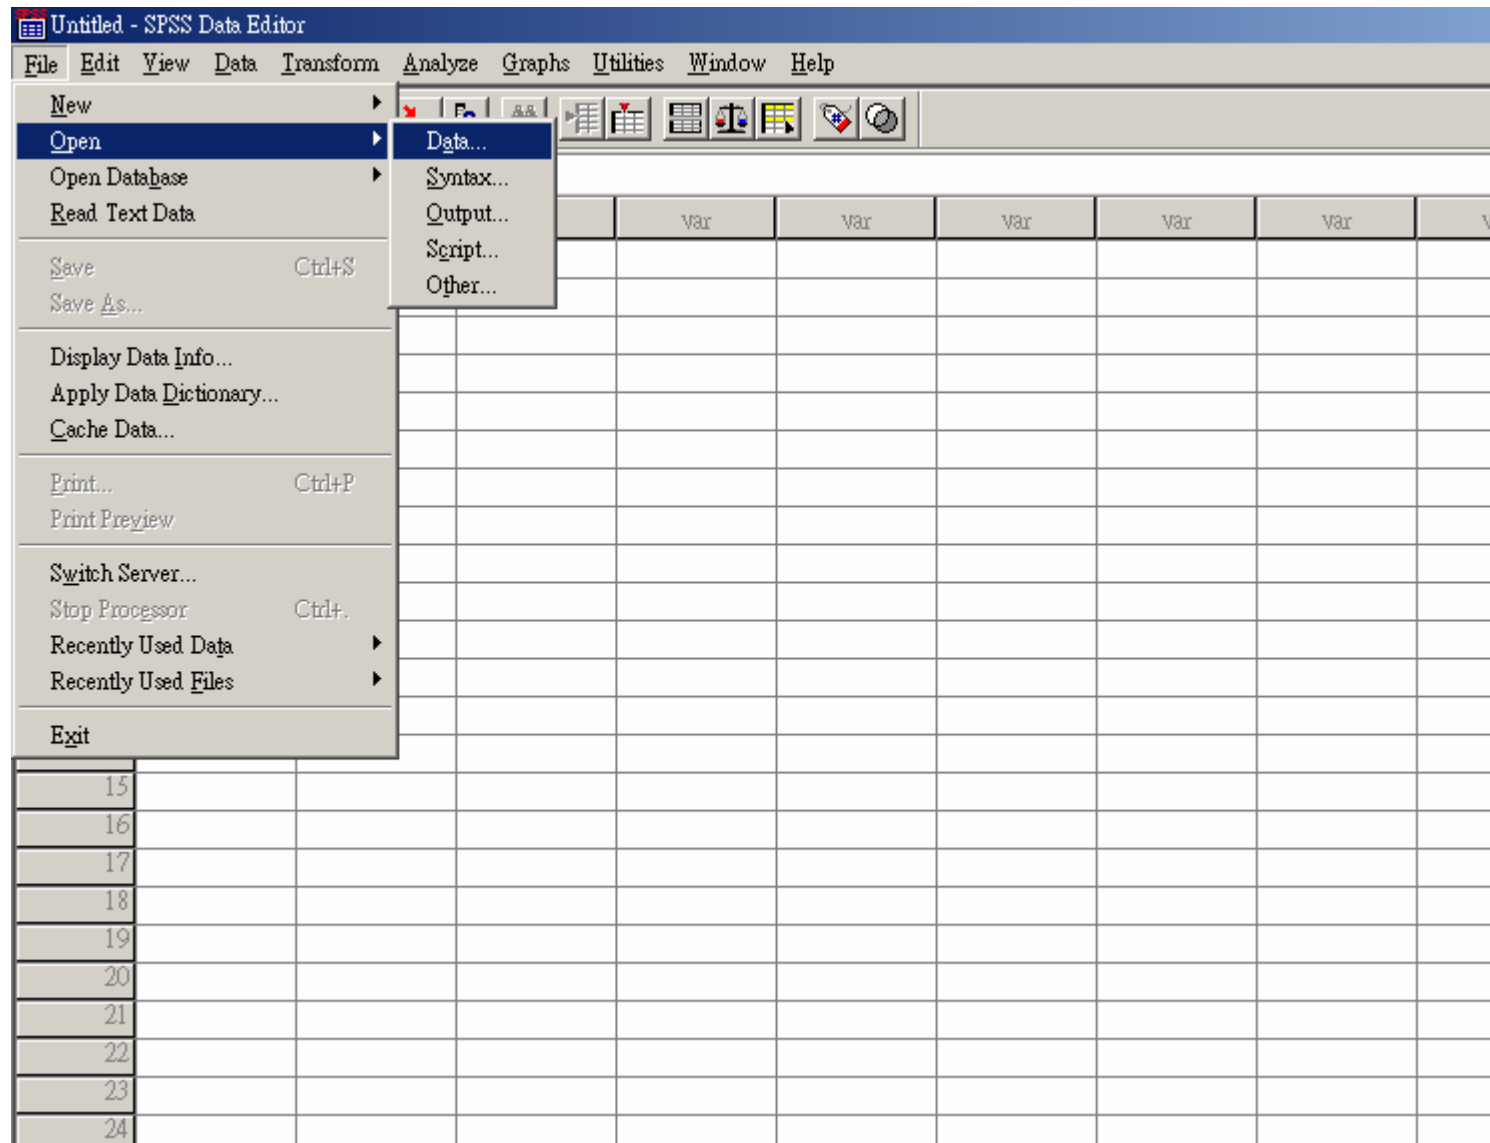 SPSS
Untitled - SPSS Data Editor
File Edit View Data Transform Analyze Graphs Utilities Window Help
New
Open
Open Database
Read Text Data
Save Ctrl+S
Save As...
Display Data Info...
Apply Data Dictionary...
Cache Data...
Print... Ctrl+P
Print Preview
Switch Server...
Stop Processor Ctrl+.
Recently Used Data
Recently Used Files
Exit
Data...
Syntax...
Output...
Script...
Other...
var var var var var
15
16
17
18
19
20
21
22
23
24